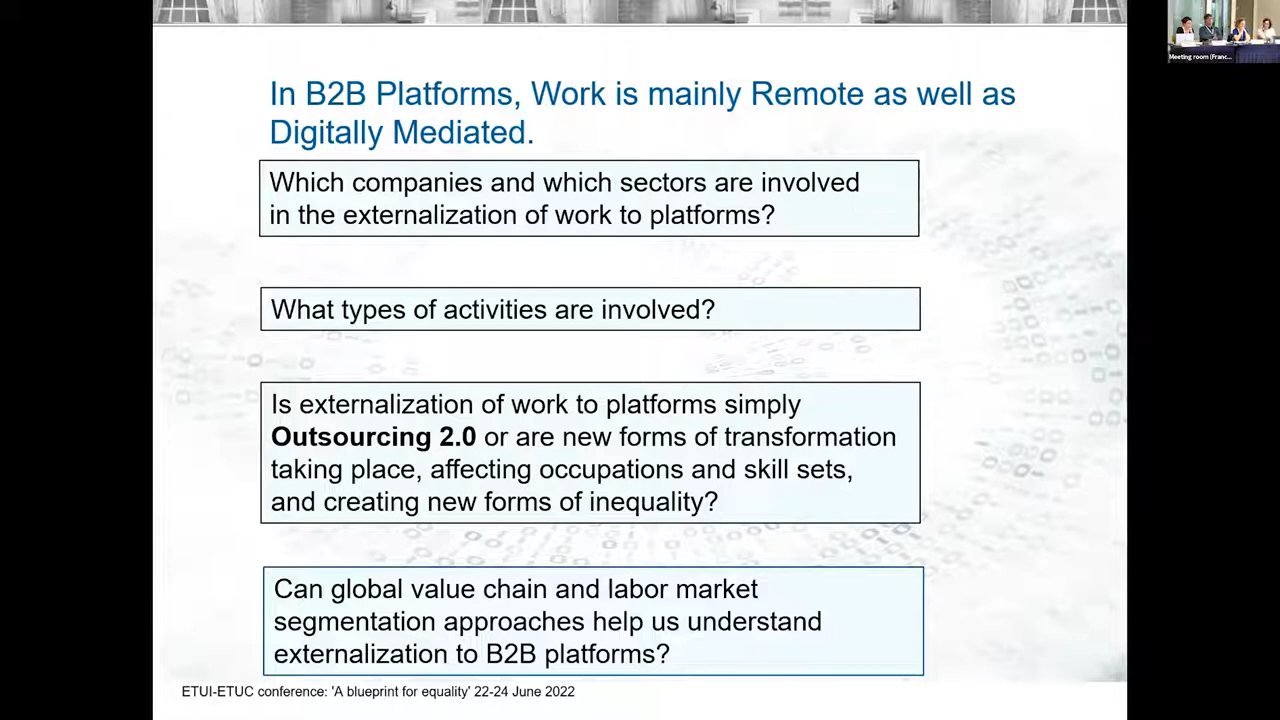 Meeting room (Franc...
In B2B Platforms, Work is mainly Remote as well as
Digitally Mediated.
Which companies and which sectors are involved
in the externalization of work to platforms?
What types of activities are involved?
Is externalization of work to platforms simply
Outsourcing 2.0 or are new forms of transformation
taking place, affecting occupations and skill sets,
and creating new forms of inequality?
Can global value chain and labor market
segmentation approaches help us understand
externalization to B2B platforms?
ETUI-ETUC conference: 'A blueprint for equality' 22-24 June 2022